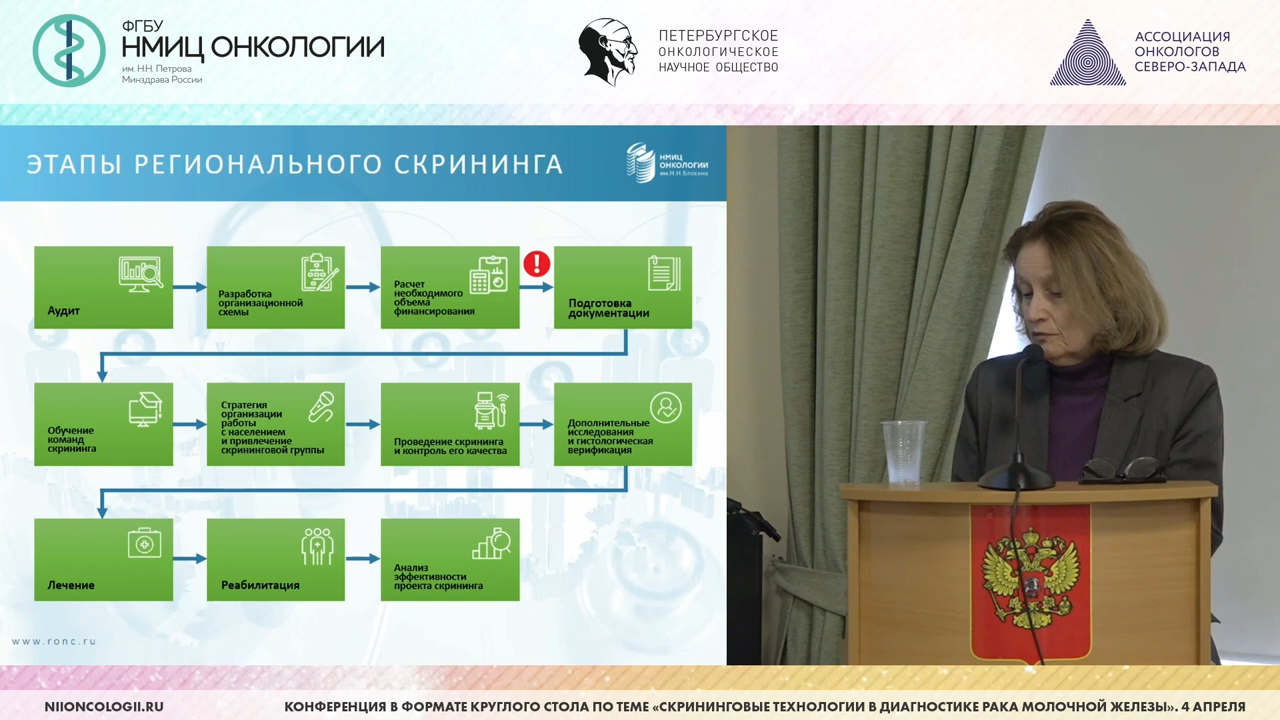 ФГБУ
НМИЦ ОНКОЛОГИИ
им. Н.Н. Петрова
Минздрава России
ПЕТЕРБУРГСКОЕ
ОНКОЛОГИЧЕСКОЕ
НАУЧНОЕ ОБЩЕСТВО
АССОЦИАЦИЯ
ОНКОЛОГОВ
СЕВЕРО-ЗАПАДА
ЭТАПЫ РЕГИОНАЛЬНОГО СКРИНИНГА
НМИЦ
ОНКОЛОГИИ
им.Н.Н.Блохина
Аудит
Разработка
организационной
схемы
Расчет
необходимого
объема
финансирования
!
Подготовка
документации
Обучение
команд
скрининга
Стратегия
организации
работы
с населением
и привлечение
скрининговой группы
Проведение скрининга
и контроль его качества
Дополнительные
исследования
и гистологическая
верификация
Лечение
Реабилитация
Анализ
эффективности
проекта скрининга
www.ronc.ru
NIIONCOLOGII.RU
КОНФЕРЕНЦИЯ В ФОРМАТЕ КРУГЛОГО СТОЛА ПО ТЕМЕ «СКРИНИНГОВЫЕ ТЕХНОЛОГИИ В ДИАГНОСТИКЕ РАКА МОЛОЧНОЙ ЖЕЛЕЗЫ». 4 АПРЕЛЯ